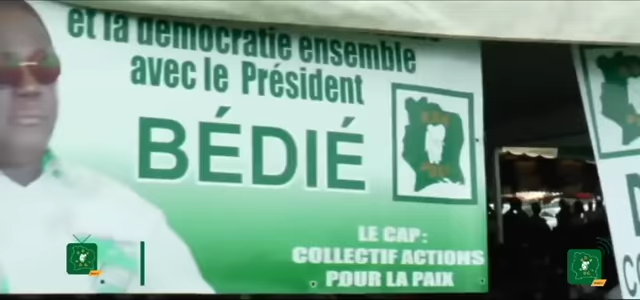 et la démocratie ensemble
avec le Président
BÉDIÉ
LE CAP:
COLLECTIF ACTIONS
POUR LA PAIX